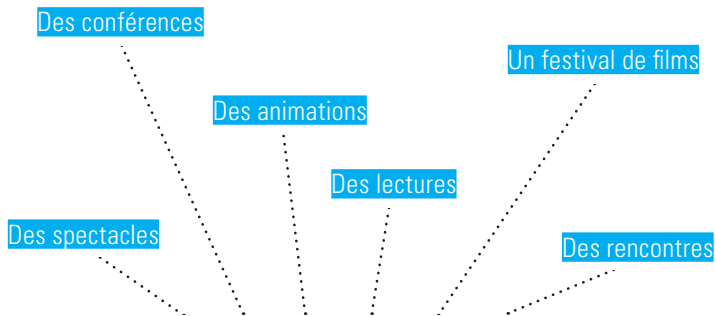 Des conférences
Un festival de films
Des animations
Des lectures
Des spectacles
Des rencontres